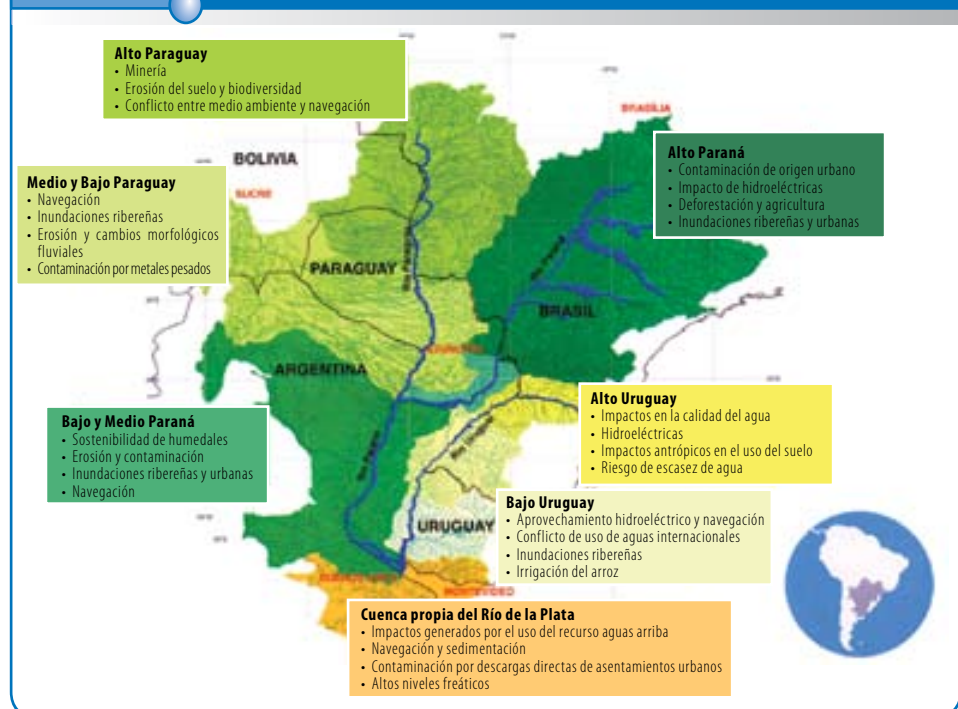 Alto Paraguay
• Minería
• Erosión del suelo y biodiversidad
• Conflicto entre medio ambiente y navegación
BRASÍLIA
BOLIVIA
SUCRE
Alto Paraná
• Contaminación de origen urbano
• Impacto de hidroeléctricas
• Deforestación y agricultura
• Inundaciones ribereñas y urbanas
Medio y Bajo Paraguay
• Navegación
• Inundaciones ribereñas
• Erosión y cambios morfológicos
fluviales
• Contaminación por metales pesados
PARAGUAY
BRASIL
ARGENTINA
Alto Uruguay
• Impactos en la calidad del agua
• Hidroeléctricas
• Impactos antrópicos en el uso del suelo
• Riesgo de escasez de agua
Bajo y Medio Paraná
• Sostenibilidad de humedales
• Erosión y contaminación
• Inundaciones ribereñas y urbanas
• Navegación
Bajo Uruguay
• Aprovechamiento hidroeléctrico y navegación
• Conflicto de uso de aguas internacionales
• Inundaciones ribereñas
• Irrigación del arroz
URUGUAY
MONTEVIDEO
Cuenca propia del Río de la Plata
• Impactos generados por el uso del recurso aguas arriba
• Navegación y sedimentación
• Contaminación por descargas directas de asentamientos urbanos
• Altos niveles freáticos